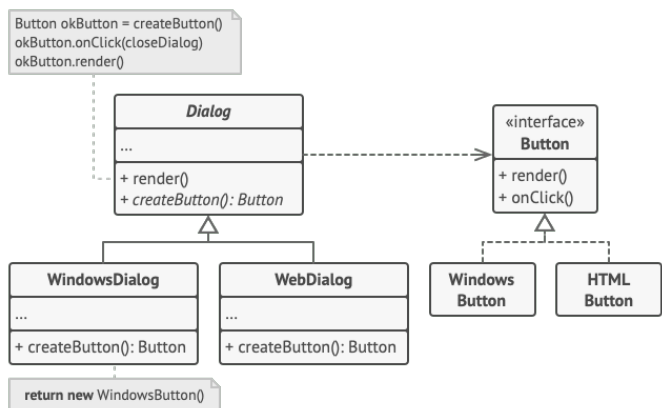 Button okButton = createButton()
okButton.onClick(closeDialog)
okButton.render()
Dialog
...
+ render()
+ createButton(): Button
«interface»
Button
+ render()
+ onClick()
WindowsDialog
...
+ createButton(): Button
WebDialog
...
+ createButton(): Button
Windows
Button
HTML
Button
return new WindowsButton()